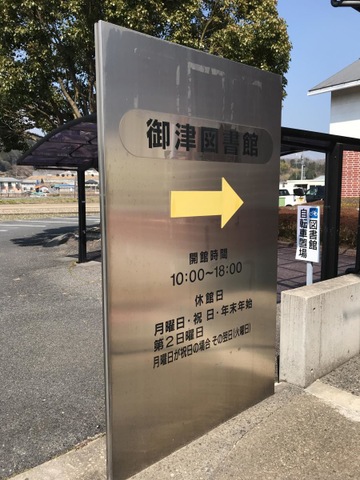 御津図書館
開館時間
10:00～18:00
休館日
月曜日・祝日・年末年始
第2日曜日
月曜日が祝日の場合 その翌日(火曜日)
図書館
自転車置場